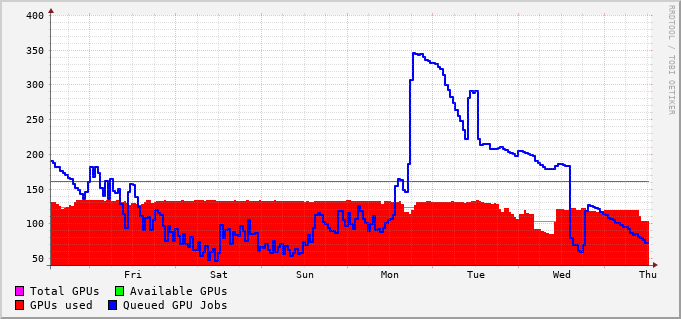 400
350
300
250
200
150
100
50
Fri Sat Sun Mon Tue Wed Thu
Total GPUs Available GPUs
GPUs used Queued GPU Jobs
RRDTOOL / TOBI OETIKER